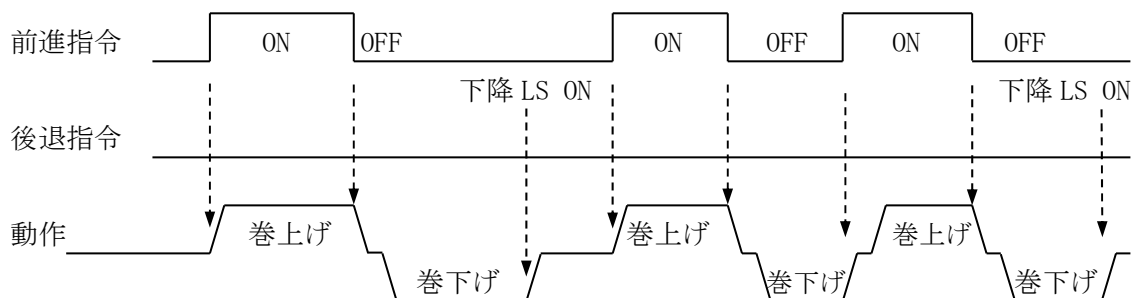 前進指令 ON OFF ON OFF ON OFF
下降 LS ON 下降 LS ON
後退指令
動作 巻上げ 巻上げ 巻上げ
巻下げ 巻下げ 巻下げ